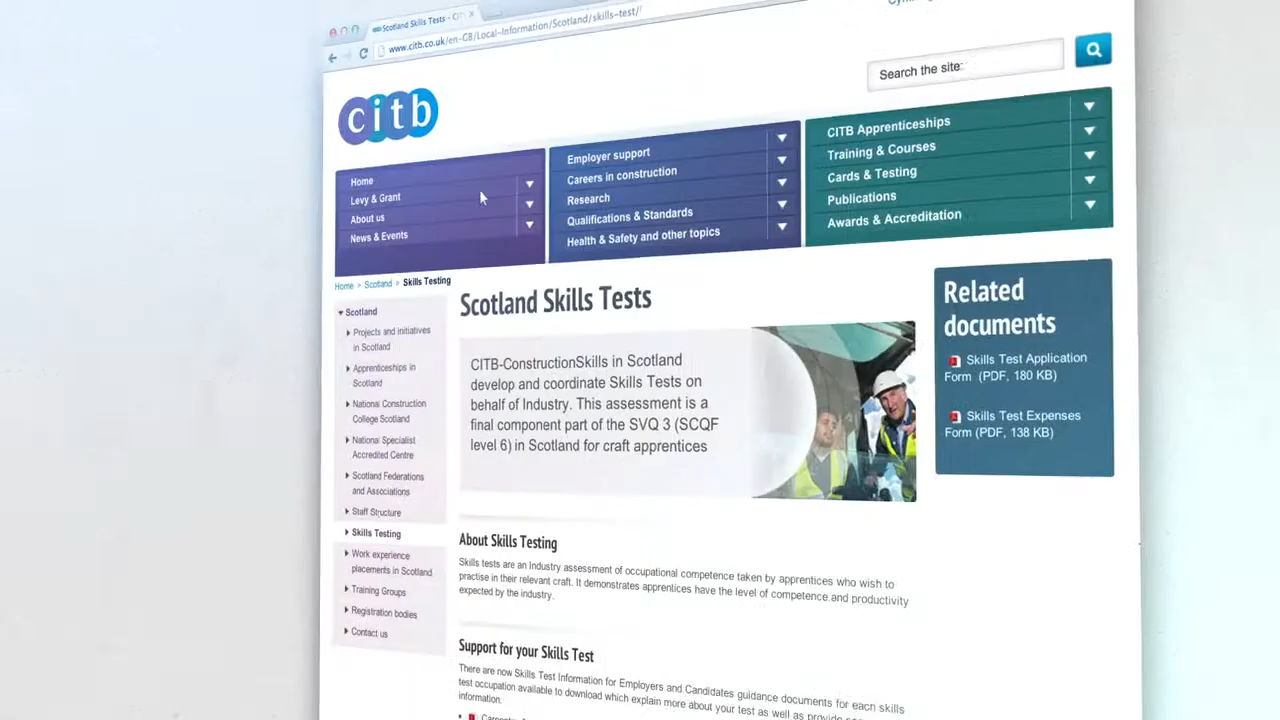 Scotland Skills Tests - CIT
www.citb.co.uk/en-GB/Local-Information/Scotland/skills-test/
Search the site:
citb
Home
Levy & Grant
About us
News & Events
Employer support
Careers in construction
Research
Qualifications & Standards
Health & Safety and other topics
CITB Apprenticeships
Training & Courses
Cards & Testing
Publications
Awards & Accreditation
Home > Scotland > Skills Testing
Scotland
Projects and initiatives
in Scotland
Apprenticeships in
Scotland
National Construction
College Scotland
National Specialist
Accredited Centre
Scotland Federations
and Associations
Staff Structure
Skills Testing
Work experience
placements in Scotland
Training Groups
Registration bodies
Contact us
Scotland Skills Tests
CITB-ConstructionSkills in Scotland
develop and coordinate Skills Tests on
behalf of Industry. This assessment is a
final component part of the SVQ 3 (SCQF
level 6) in Scotland for craft apprentices
About Skills Testing
Skills tests are an Industry assessment of occupational competence taken by apprentices who wish to
practise in their relevant craft. It demonstrates apprentices have the level of competence and productivity
expected by the industry.
Support for your Skills Test
There are now Skills Test Information for Employers and Candidates guidance documents for each skills
test occupation available to download which explain more about your test as well as provide
information.
Related
documents
Skills Test Application
Form (PDF, 180 KB)
Skills Test Expenses
Form (PDF, 138 KB)